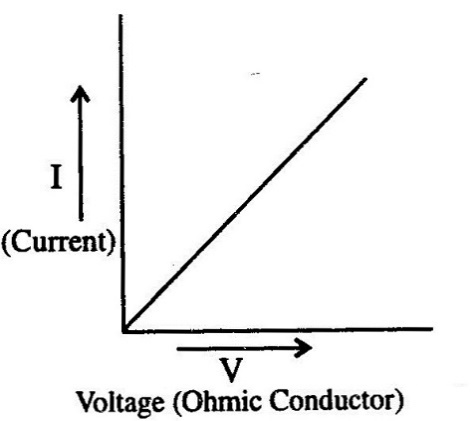 I
(Current)
V
Voltage (Ohmic Conductor)